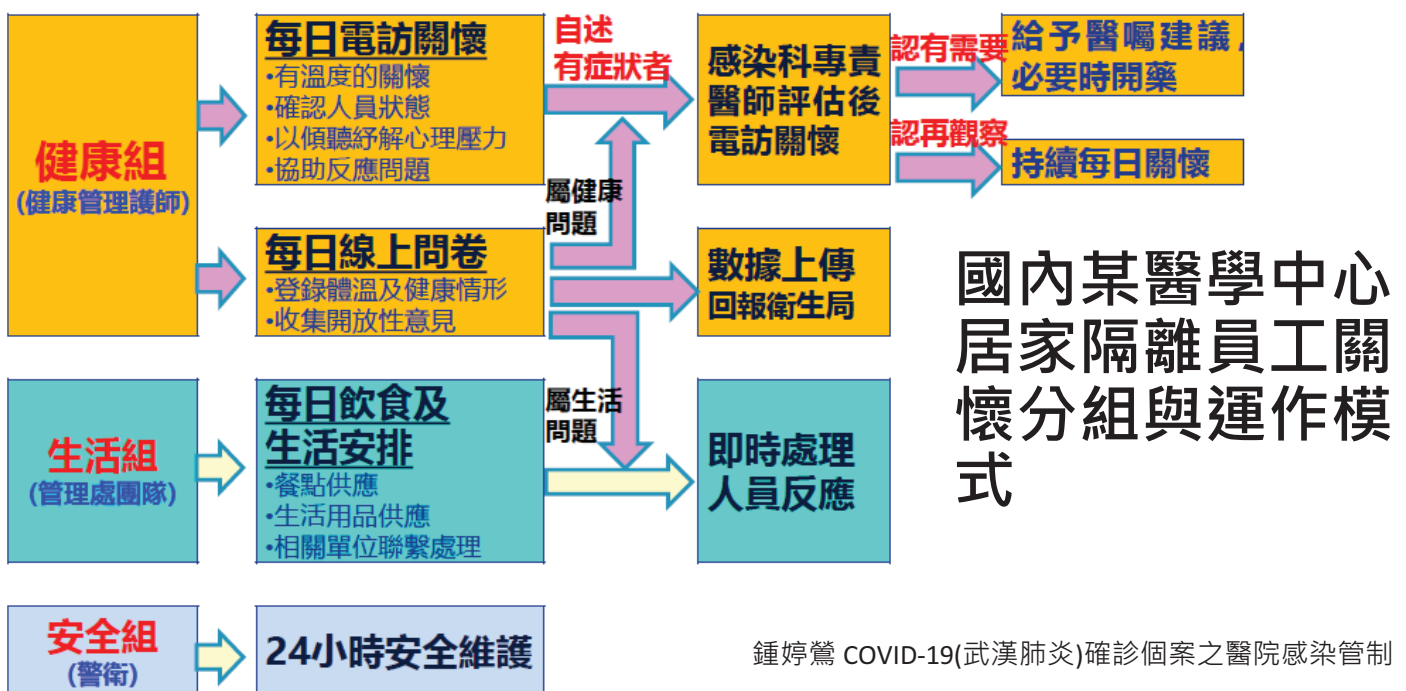 健康組
(健康管理護師)
每日電訪關懷
•有溫度的關懷
•確認人員狀態
•以傾聽紓解心理壓力
•協助反應問題
自述
有症狀者
感染科專責
醫師評估後
電訪關懷
認有需要
給予醫囑建議，
必要時開藥
認再觀察
持續每日關懷
屬健康
問題
每日線上問卷
•登錄體溫及健康情形
•收集開放性意見
數據上傳
回報衛生局
屬生活
問題
生活組
(管理處團隊)
每日飲食及
生活安排
•餐點供應
•生活用品供應
•相關單位聯繫處理
即時處理
人員反應
安全組
(警衛)
24小時安全維護
國內某醫學中心
居家隔離員工關
懷分組與運作模
式
鍾婷鶯 COVID-19(武漢肺炎)確診個案之醫院感染管制